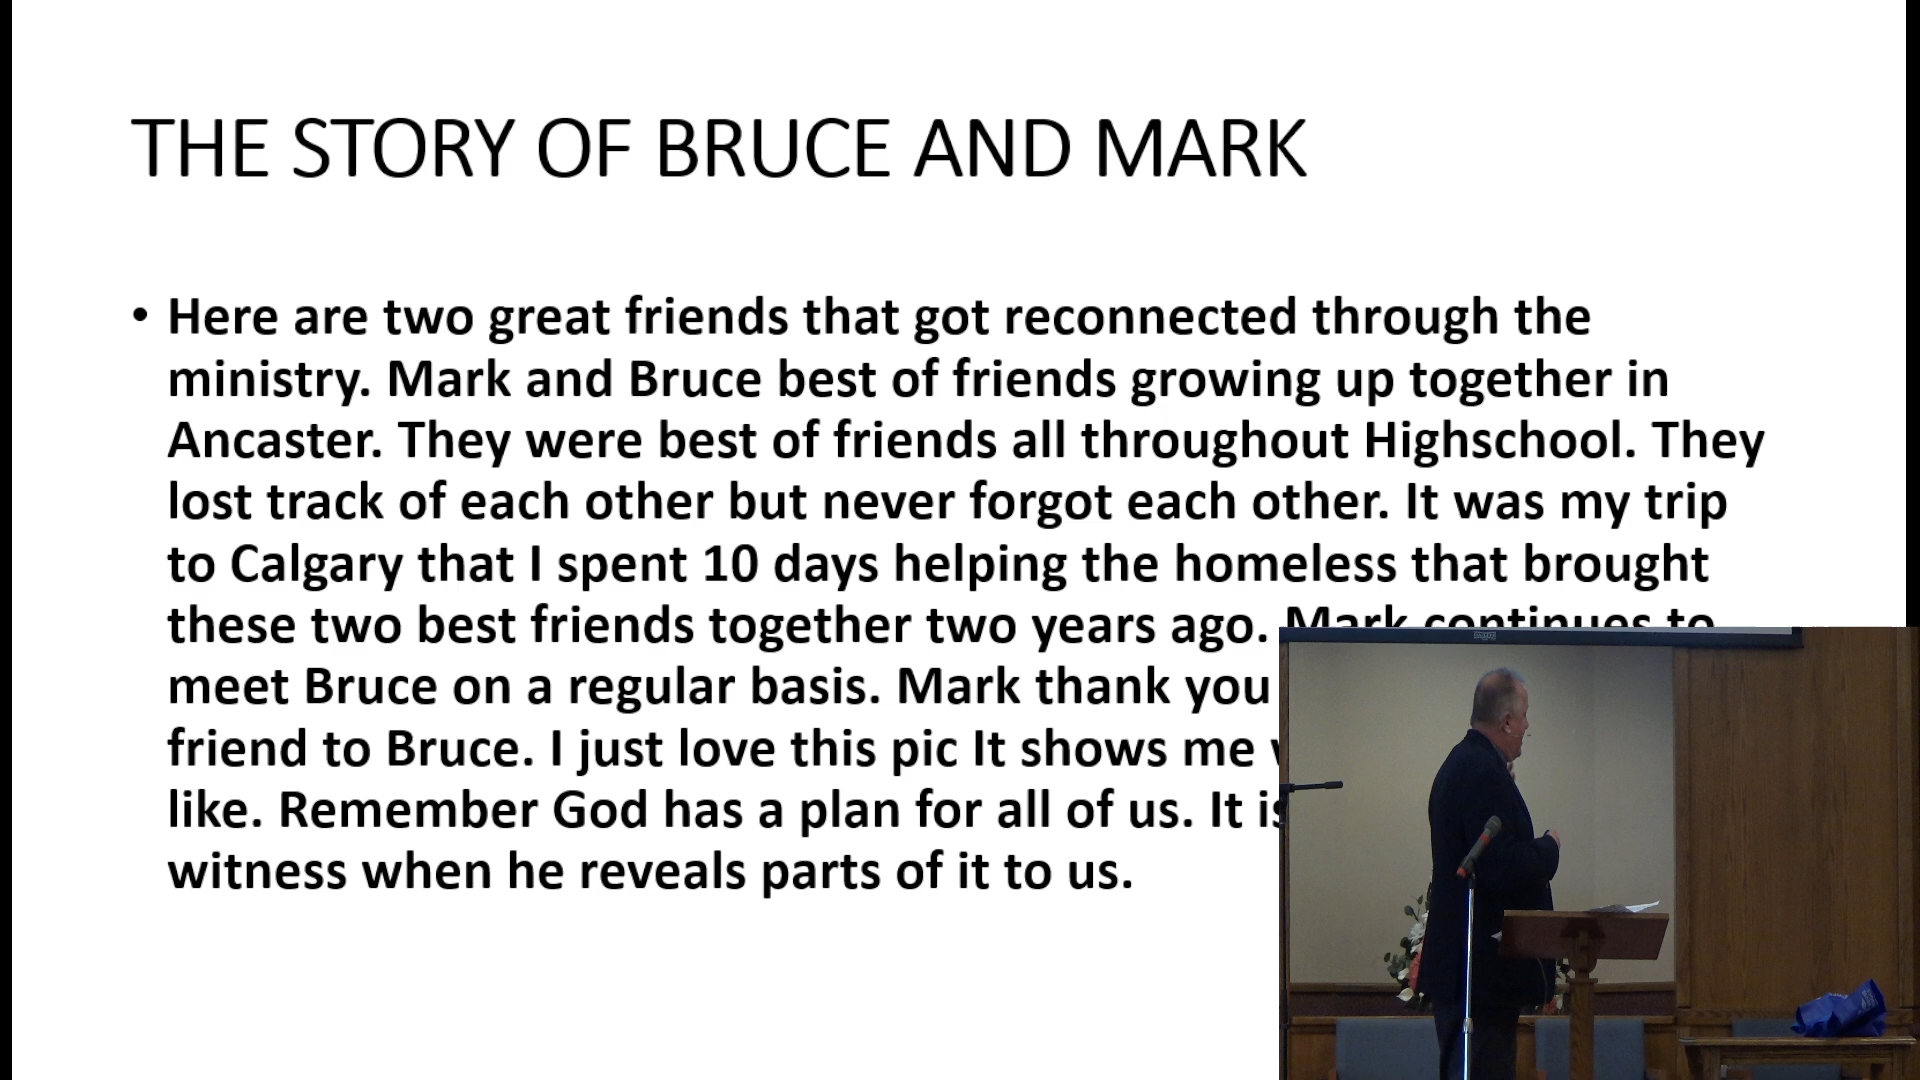 THE STORY OF BRUCE AND MARK
• Here are two great friends that got reconnected through the
ministry. Mark and Bruce best of friends growing up together in
Ancaster. They were best of friends all throughout Highschool. They
lost track of each other but never forgot each other. It was my trip
to Calgary that I spent 10 days helping the homeless that brought
these two best friends together two years ago. Mark continues to
meet Bruce on a regular basis. Mark thank you
friend to Bruce. I just love this pic It shows me
like. Remember God has a plan for all of us. It is
witness when he reveals parts of it to us.